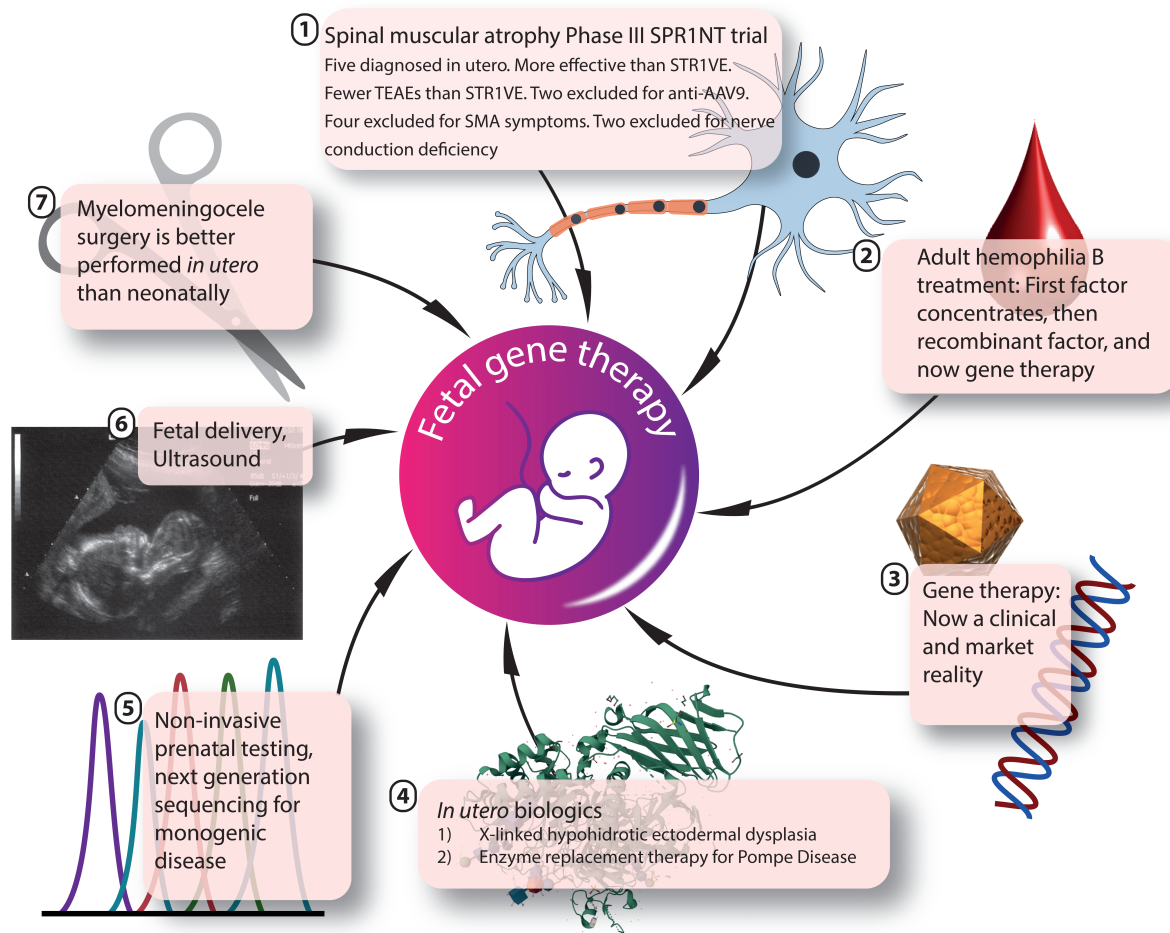 1
Spinal muscular atrophy Phase III SPR1NT trial
Five diagnosed in utero. More effective than STR1VE.
Fewer TEAEs than STR1VE. Two excluded for anti-AAV9.
Four excluded for SMA symptoms. Two excluded for nerve
conduction deficiency
2
Adult hemophilia B
treatment: First factor
concentrates, then
recombinant factor, and
now gene therapy
3
Gene therapy:
Now a clinical
and market
reality
4
In utero biologics
1) X-linked hypohidrotic ectodermal dysplasia
2) Enzyme replacement therapy for Pompe Disease
5
Non-invasive
prenatal testing,
next generation
sequencing for
monogenic
disease
6
Fetal delivery,
Ultrasound
Full
7
Myelomeningocele
surgery is better
performed in utero
than neonatally
Fetal gene therapy